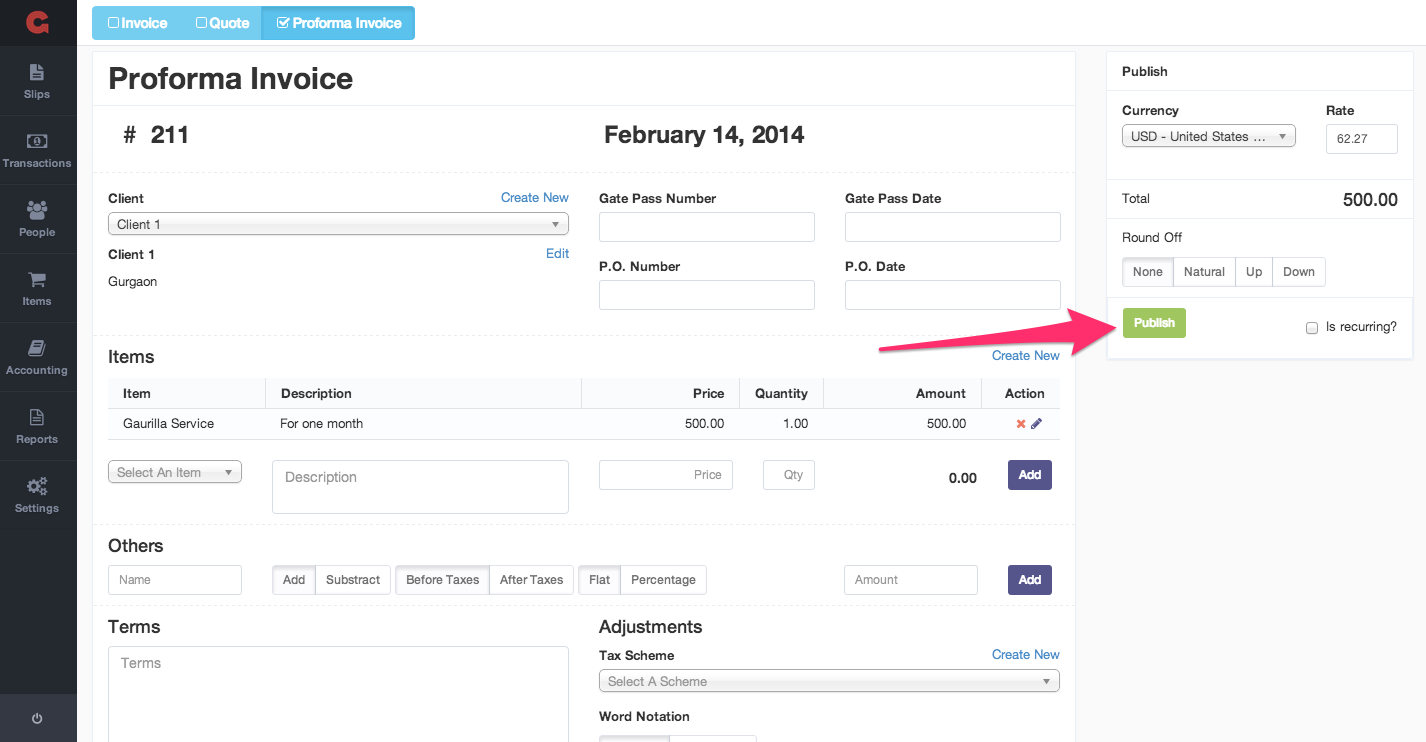 Invoice Quote Proforma Invoice
Slips
Transactions
People
Items
Accounting
Reports
Settings
Proforma Invoice
# 211 February 14, 2014
Client Create New
Client 1
Client 1 Edit
Gurgaon
Gate Pass Number Gate Pass Date
P.O. Number P.O. Date
Items Create New
Item Description Price Quantity Amount Action
Gaurilla Service For one month 500.00 1.00 500.00
Select An Item Description Price Qty 0.00 Add
Others
Name Add Substract Before Taxes After Taxes Flat Percentage Amount Add
Terms
Terms
Adjustments
Tax Scheme Create New
Select A Scheme
Word Notation
Publish
Currency Rate
USD - United States ... 62.27
Total 500.00
Round Off
None Natural Up Down
Publish Is recurring?